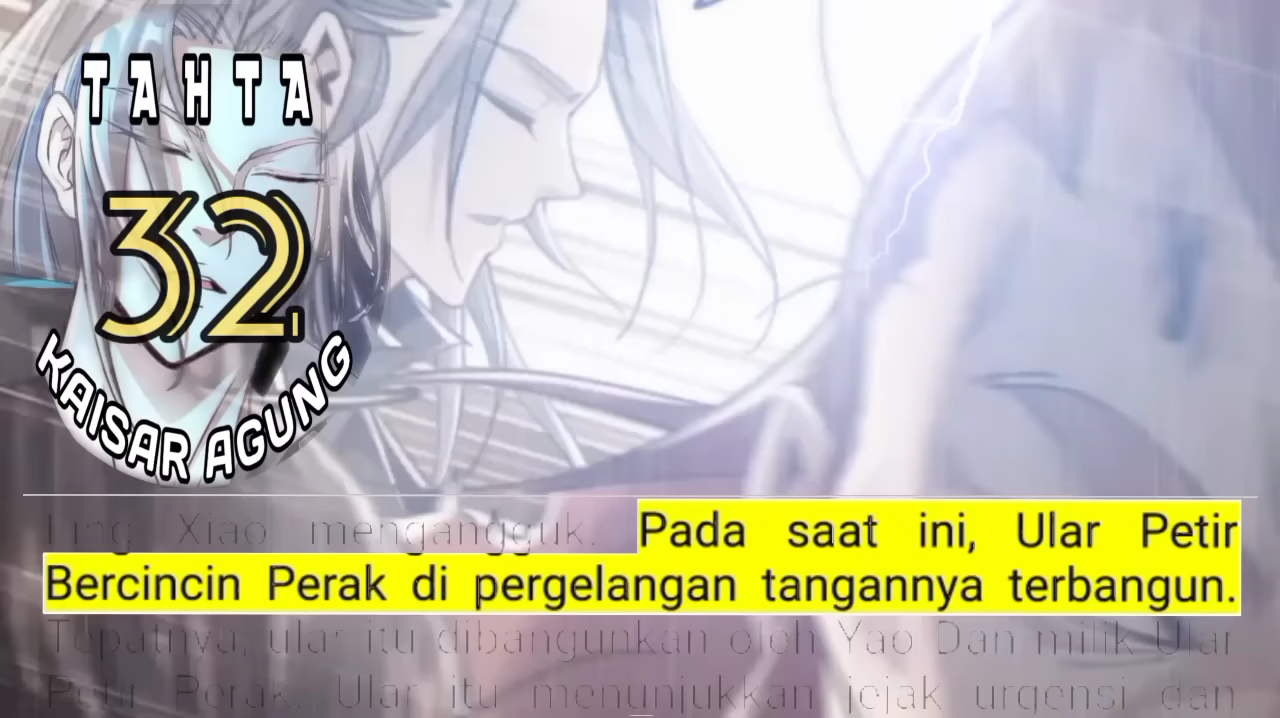 TAHTA
32
KAISAR AGUNG
Ling Xiao mengangguk. Pada saat ini, Ular Petir
Bercincin Perak di pergelangan tangannya terbangun.
Tepatnya, ular itu dibangunkan oleh Yao Dan milik Ular
Petir Perak. Ular itu menunjukkan jejak urgensi dan